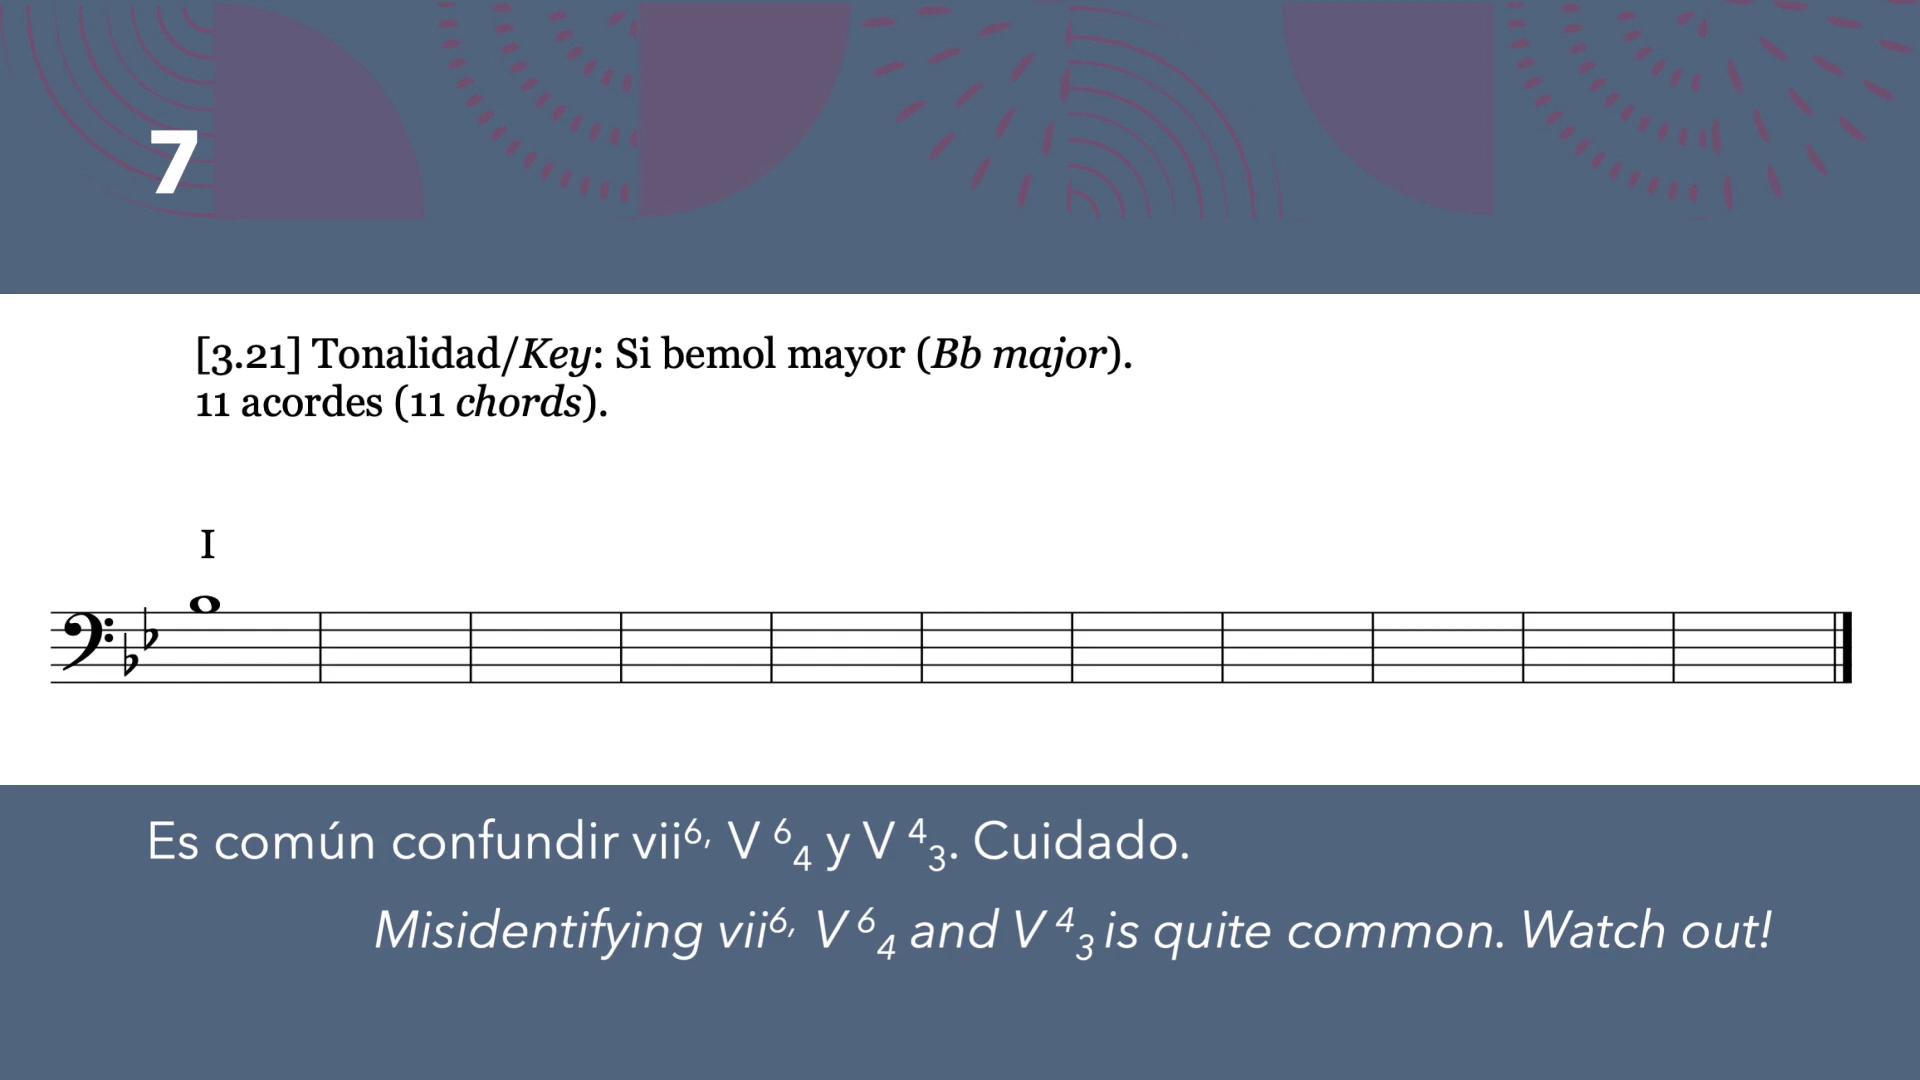 7
[3.21] Tonalidad/Key: Si bemol mayor (Bb major).
11 acordes (11 chords).
I
Es común confundir vii⁶, V ⁶₄ y V ⁴₃. Cuidado.
Misidentifying vii⁶, V ⁶₄ and V ⁴₃ is quite common. Watch out!